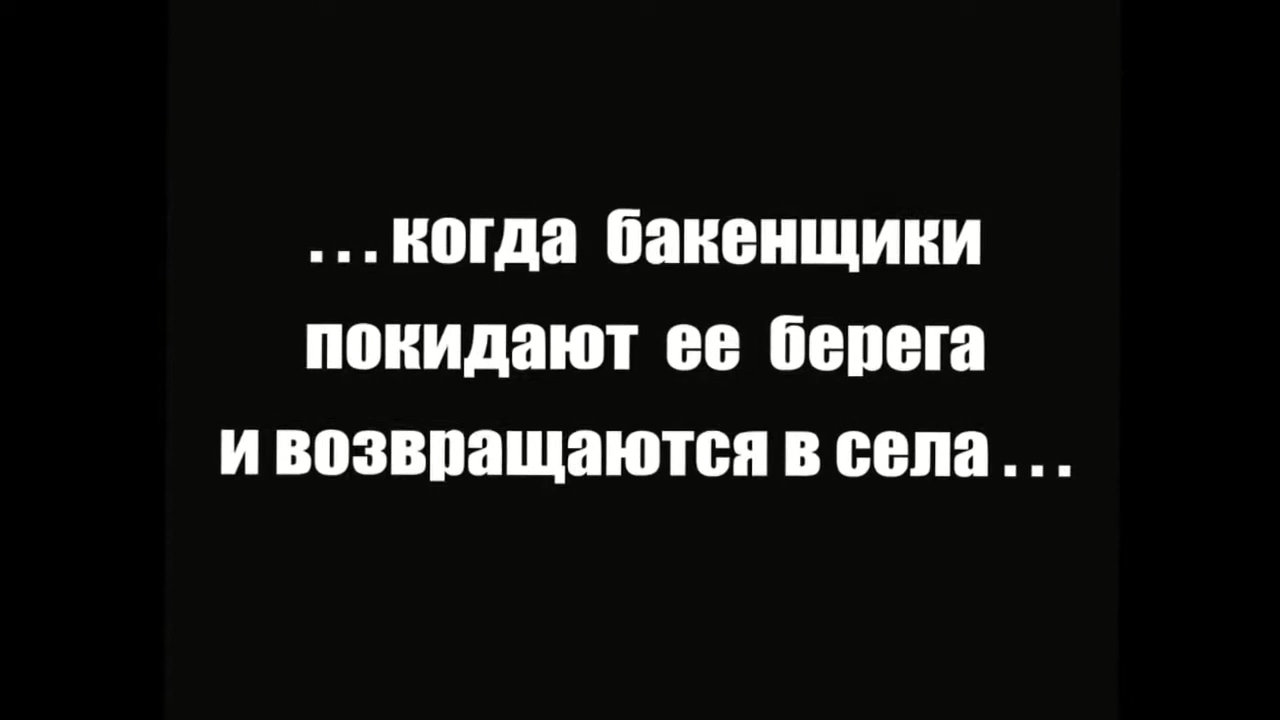 ...когда бакенщики
покидают ее берега
и возвращаются в села...